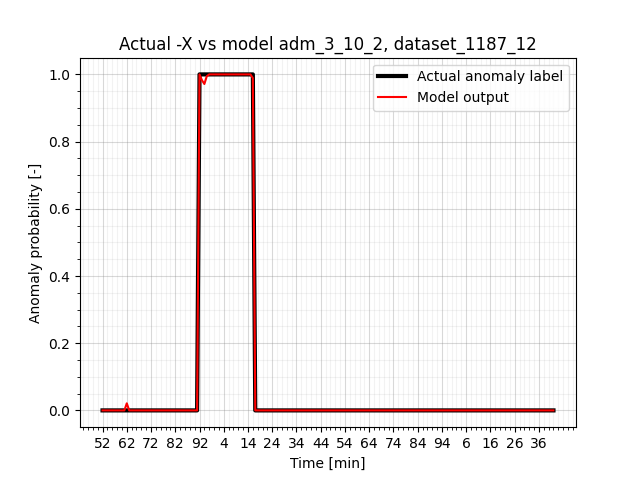 Actual -X vs model adm_3_10_2, dataset_1187_12
Actual anomaly label
Model output
Anomaly probability [-]
1.0
0.8
0.6
0.4
0.2
0.0
52 62 72 82 92 4 14 24 34 44 54 64 74 84 94 6 16 26 36
Time [min]